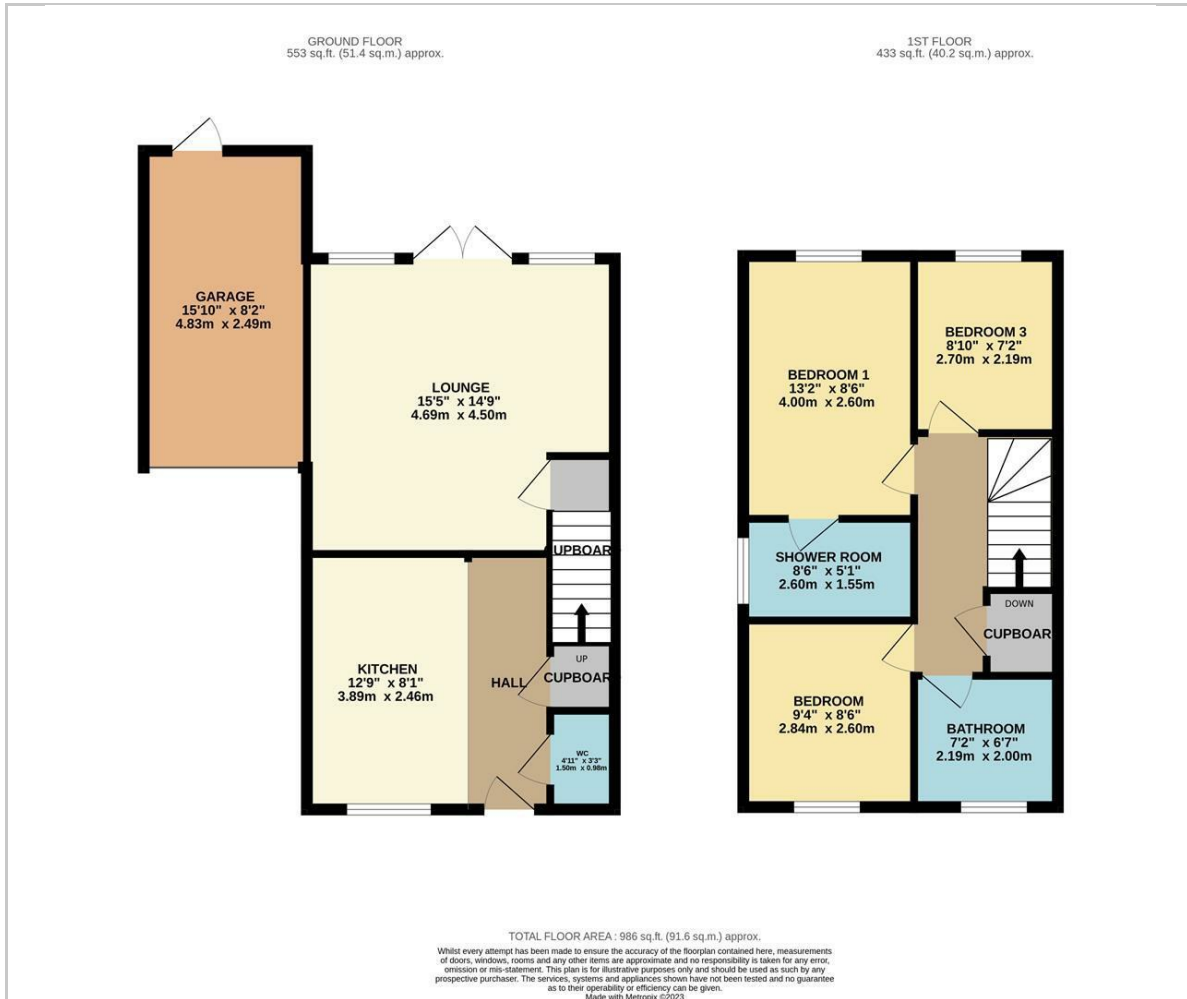 GROUND FLOOR
553 sq.ft. (51.4 sq.m.) approx.
1ST FLOOR
433 sq.ft. (40.2 sq.m.) approx.
GARAGE
15'10" x 8'2"
4.83m x 2.49m
LOUNGE
15'5" x 14'9"
4.69m x 4.50m
CUPBOAR
KITCHEN
12'9" x 8'1"
3.89m x 2.46m
HALL
UP
CUPBOAR
WC
4'11" x 3'3"
1.50m x 0.98m
BEDROOM 1
13'2" x 8'6"
4.00m x 2.60m
BEDROOM 3
8'10" x 7'2"
2.70m x 2.19m
SHOWER ROOM
8'6" x 5'1"
2.60m x 1.55m
DOWN
CUPBOAR
BEDROOM
9'4" x 8'6"
2.84m x 2.60m
BATHROOM
7'2" x 6'7"
2.19m x 2.00m
TOTAL FLOOR AREA : 986 sq.ft. (91.6 sq.m.) approx.
Whilst every attempt has been made to ensure the accuracy of the floorplan contained here, measurements
of doors, windows, rooms and any other items are approximate and no responsibility is taken for any error,
omission or mis-statement. This plan is for illustrative purposes only and should be used as such by any
prospective purchaser. The services, systems and appliances shown have not been tested and no guarantee
as to their operability or efficiency can be given.
Made with Metropix ©2023